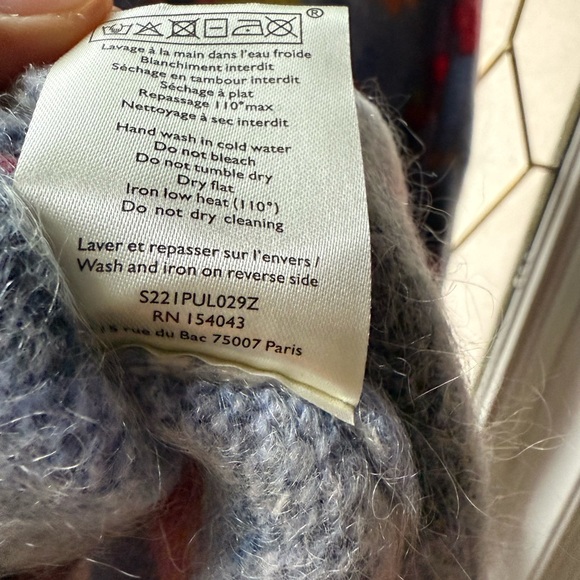 ®
Lavage à la main dans l'eau froide
Blanchiment interdit
Séchage en tambour interdit
Séchage à plat
Repassage 110° max
Nettoyage à sec interdit
Hand wash in cold water
Do not bleach
Do not tumble dry
Dry flat
Iron low heat (110°)
Do not dry cleaning
Laver et repasser sur l'envers /
Wash and iron on reverse side
S221PUL029Z
RN 154043
rue du Bac 75007 Paris